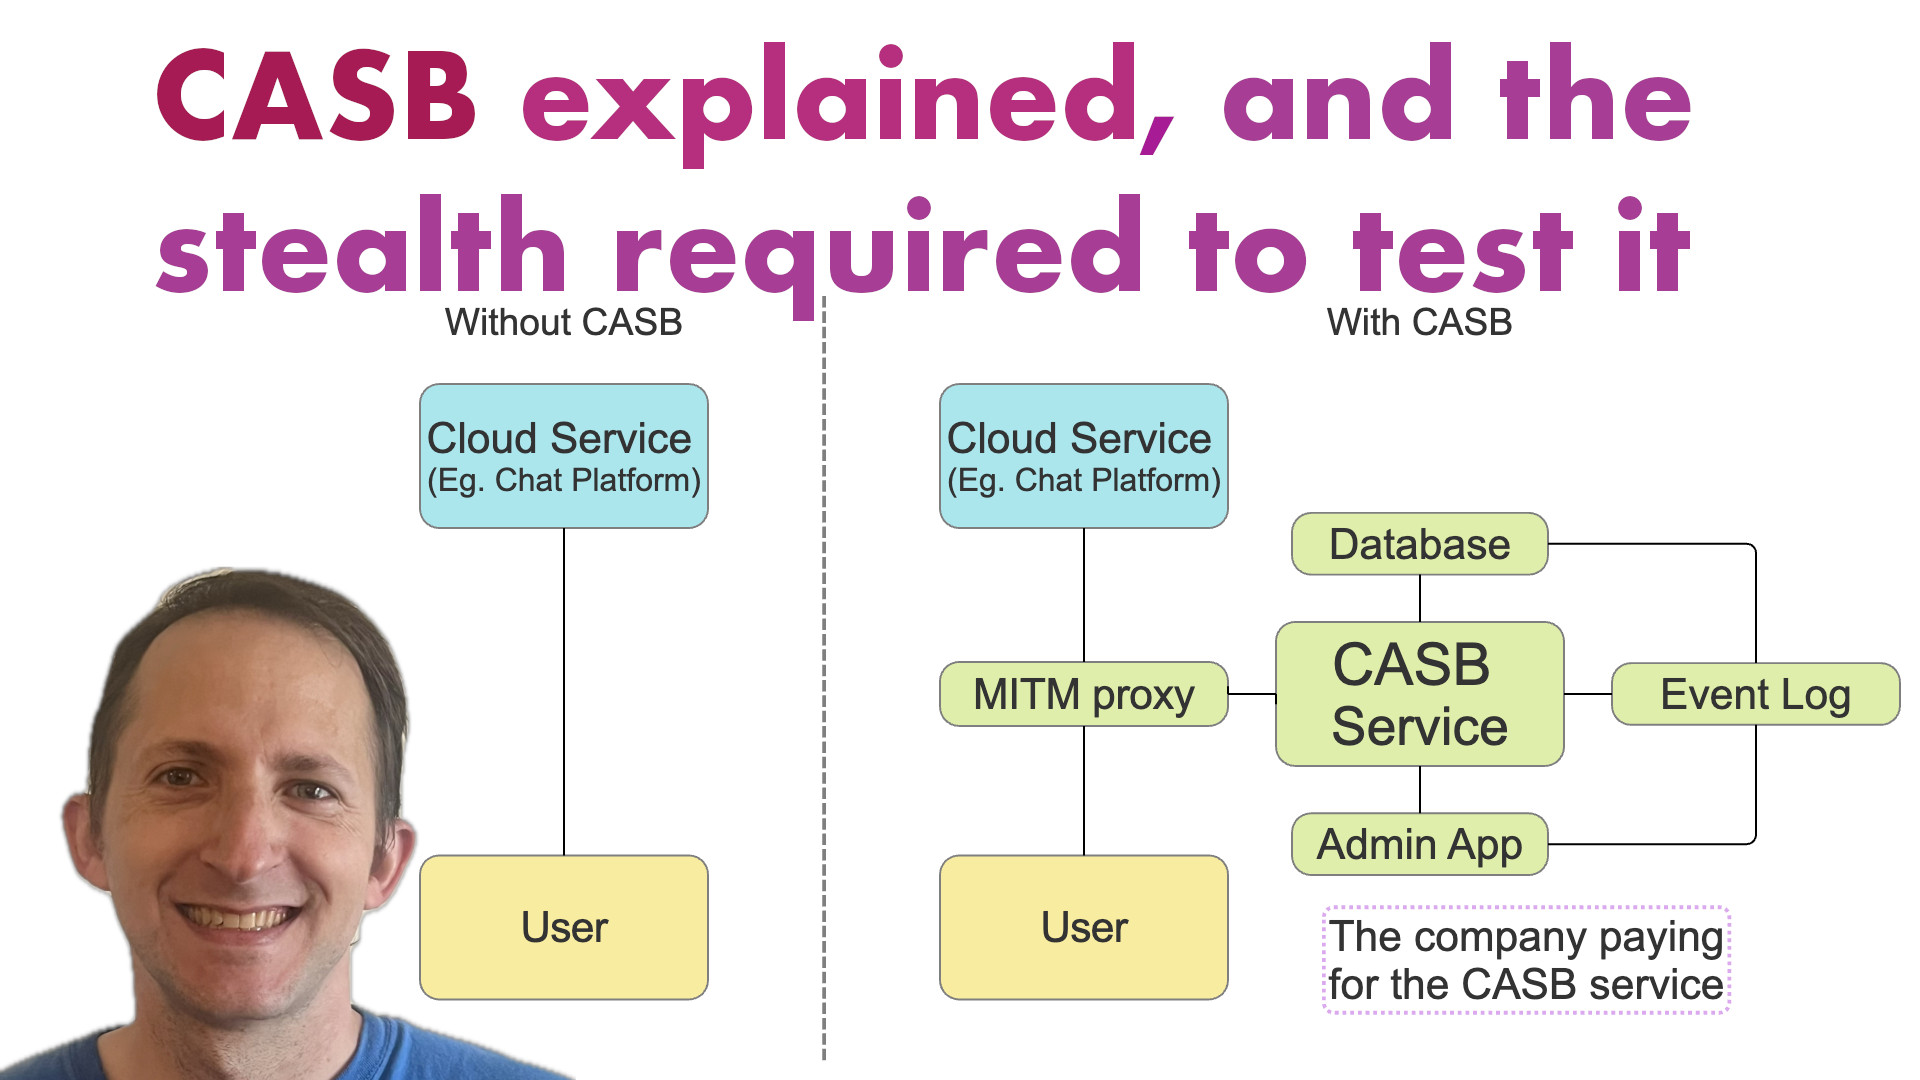 CASB explained, and the
stealth required to test it
Without CASB
Cloud Service
(Eg. Chat Platform)
User
With CASB
Cloud Service
(Eg. Chat Platform)
MITM proxy
User
Database
CASB
Service
Event Log
Admin App
The company paying
for the CASB service